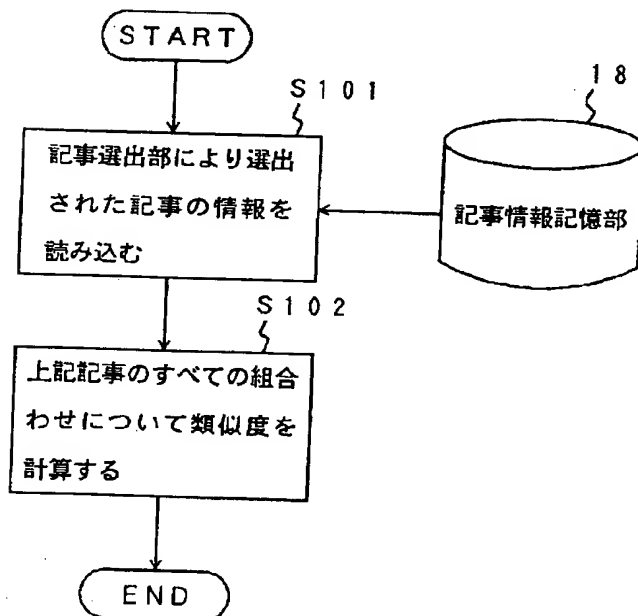 START
S101
18
記事選出部により選出
された記事の情報を
読み込む
記事情報記憶部
S102
上記記事のすべての組合
わせについて類似度を
計算する
END